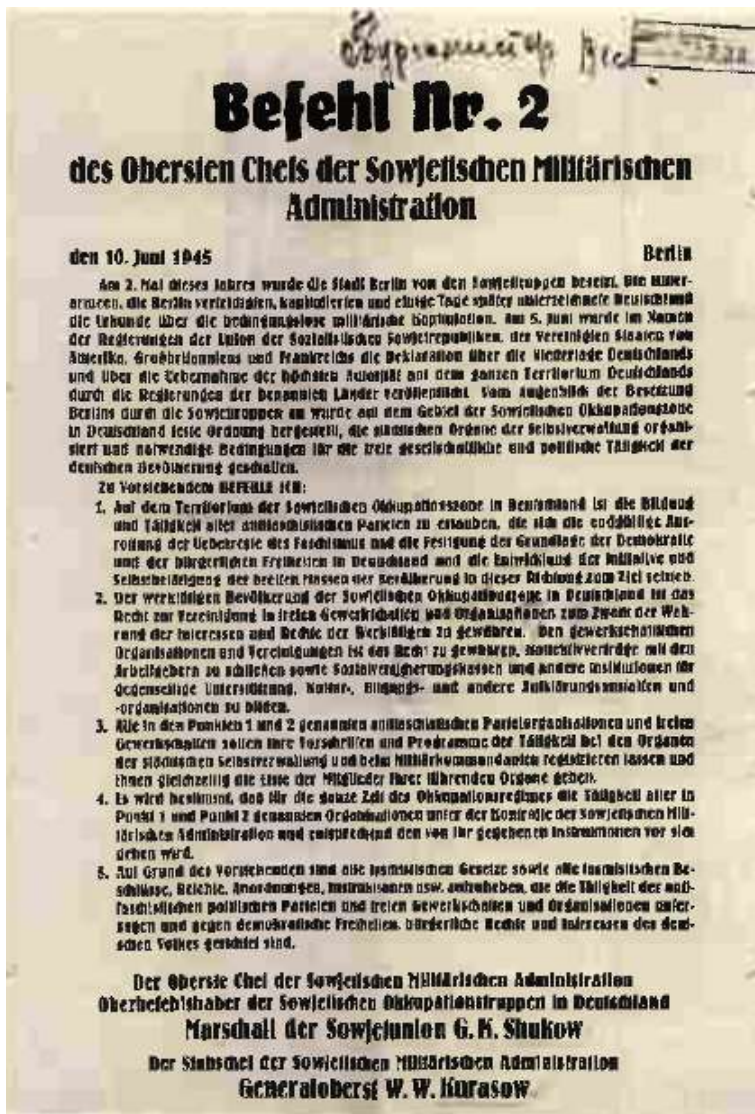 Befehl Nr. 2
des Obersten Chefs der Sowjetischen Militärischen
Administration
den 10. Juni 1945 Berlin
Am 2. Mai dieses Jahres wurde die Stadt Berlin von den Sowjettruppen besetzt. Die Hitler-
armeen, die Berlin verteidigten, kapitulierten und einige Tage später unterzeichnete Deutschland
die Urkunde über die bedingungslose militärische Kapitulation. Am 5. Juni wurde im Namen
der Regierungen der Union der Sozialistischen Sowjetrepubliken, der Vereinigten Staaten von
Amerika, Großbritanniens und Frankreichs die Deklaration über die Niederlage Deutschlands
und über die Uebernahme der höchsten Autorität auf dem ganzen Territorium Deutschlands
durch die Regierungen der benannten Länder veröffentlicht. Vom Augenblick der Besetzung
Berlins durch die Sowjettruppen an wurde auf dem Gebiet der Sowjetischen Okkupationszone
in Deutschland feste Ordnung hergestellt, die städtischen Organe der Selbstverwaltung organi-
siert und notwendige Bedingungen für die freie gesellschaftliche und politische Tätigkeit der
deutschen Bevölkerung geschaffen.
Zu Vorstehendem BEFEHLE ICH:
1. Auf dem Territorium der Sowjetischen Okkupationszone in Deutschland ist die Bildung
und Tätigkeit aller antifaschistischen Parteien zu erlauben, die sich die endgültige Aus-
rottung der Ueberreste des Faschismus und die Festigung der Grundlage der Demokratie
und der bürgerlichen Freiheiten in Deutschland und die Entwicklung der Initiative und
Selbstbetätigung der breiten Massen der Bevölkerung in dieser Richtung zum Ziel setzen.
2. Der werktätigen Bevölkerung der Sowjetischen Okkupationszone in Deutschland ist das
Recht zur Vereinigung in freien Gewerkschaften und Organisationen zum Zweck der Wah-
rung der Interessen und Rechte der Werktätigen zu gewähren. Den gewerkschaftlichen
Organisationen und Vereinigungen ist das Recht zu gewähren, Kollektivverträge mit den
Arbeitgebern zu schließen sowie Sozialversicherungskassen und andere Institutionen für
gegenseitige Unterstützung, Kultur-, Bildungs- und andere Aufklärungsanstalten und
-organisationen zu bilden.
3. Alle in den Punkten 1 und 2 genannten antifaschistischen Parteiorganisationen und freien
Gewerkschaften sollen ihre Vorschriften und Programme der Tätigkeit bei den Organen
der städtischen Selbstverwaltung und beim Militärkommandanten registrieren lassen und
ihnen gleichzeitig die Liste der Mitglieder ihrer führenden Organe geben.
4. Es wird bestimmt, daß für die ganze Zeit des Okkupationsregimes die Tätigkeit aller in
Punkt 1 und Punkt 2 genannten Organisationen unter der Kontrolle der Sowjetischen Mili-
tärischen Administration und entsprechend den von ihr gegebenen Instruktionen vor sich
gehen wird.
5. Auf Grund des Vorstehenden sind alle faschistischen Gesetze sowie alle faschistischen Be-
schlüsse, Befehle, Anordnungen, Instruktionen usw. aufzuheben, die die Tätigkeit der anti-
faschistischen politischen Parteien und freien Gewerkschaften und Organisationen unter-
sagen und gegen demokratische Freiheiten, bürgerliche Rechte und Interessen des deut-
schen Volkes gerichtet sind.
Der Oberste Chef der Sowjetischen Militärischen Administration
Oberbefehlshaber der Sowjetischen Okkupationstruppen in Deutschland
Marschall der Sowjetunion G. K. Shukow
Der Stabschef der Sowjetischen Militärischen Administration
Generaloberst W. W. Kurasow